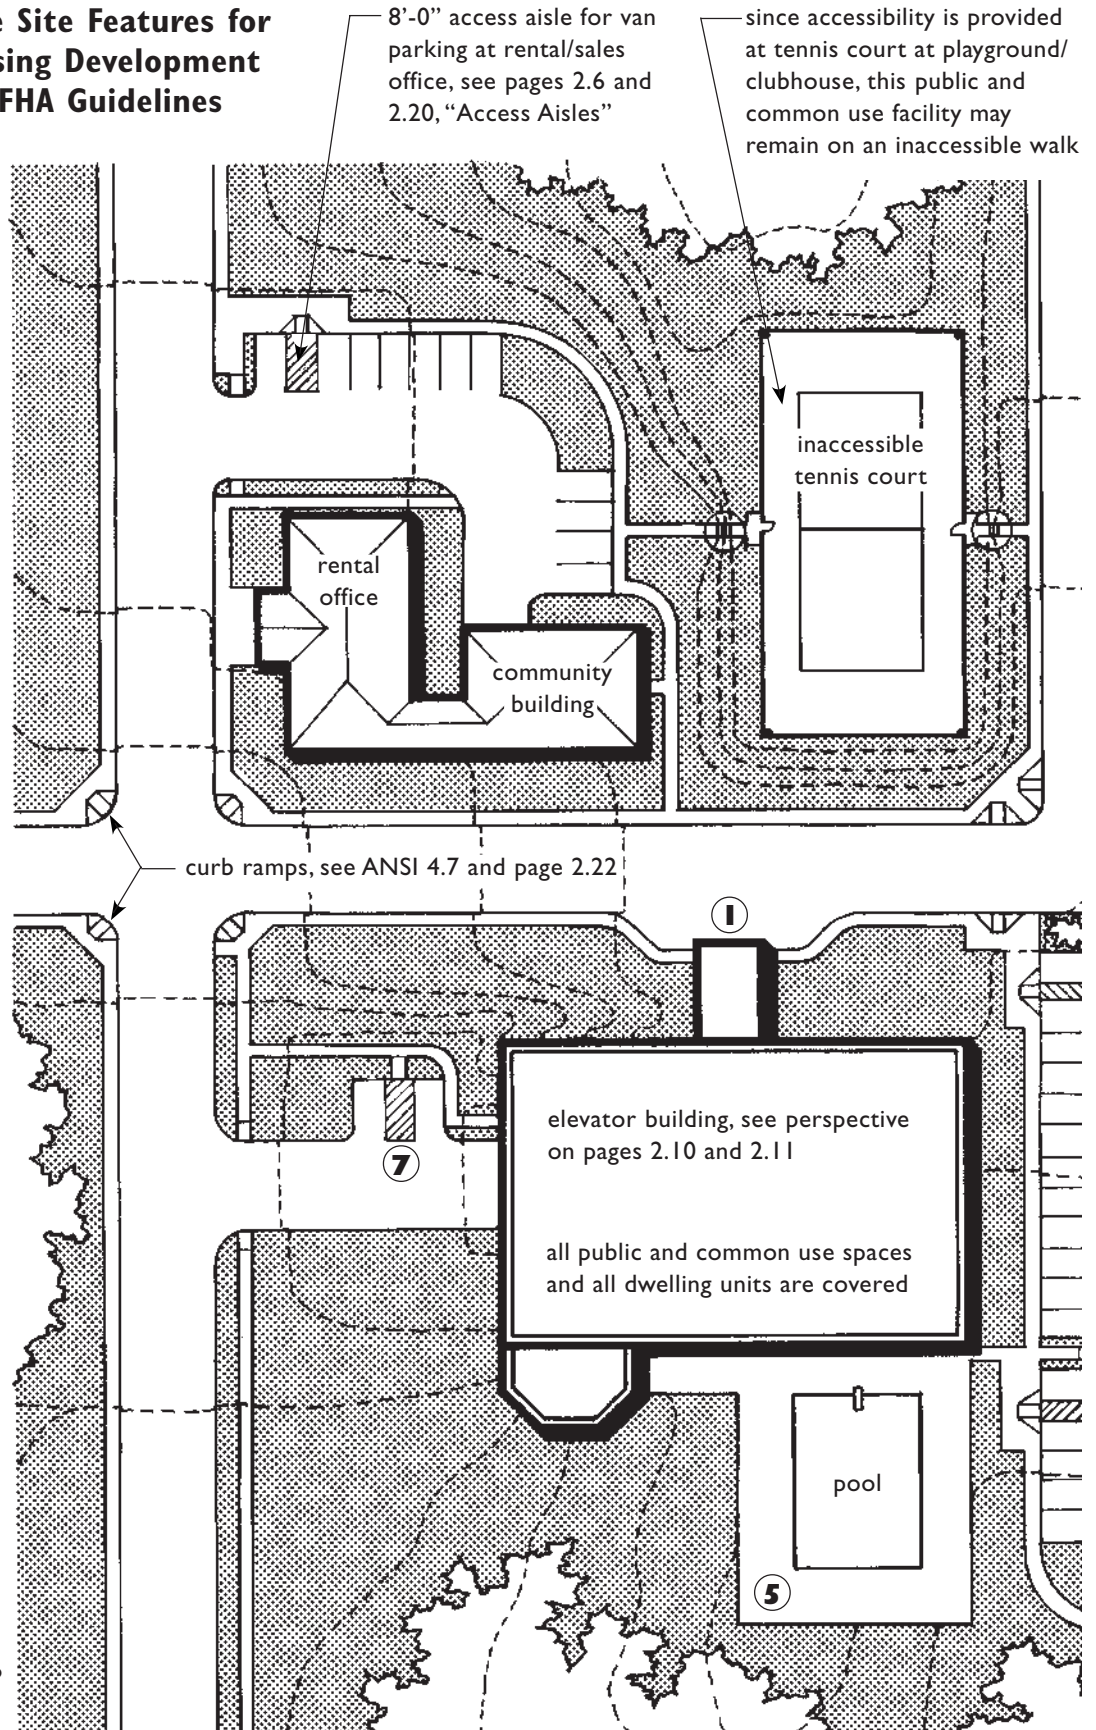 e Site Features for
sing Development
FHA Guidelines
8'-0” access aisle for van
parking at rental/sales
office, see pages 2.6 and
2.20, “Access Aisles”
since accessibility is provided
at tennis court at playground/
clubhouse, this public and
common use facility may
remain on an inaccessible walk
inaccessible
tennis court
rental
office
community
building
curb ramps, see ANSI 4.7 and page 2.22
1
elevator building, see perspective
on pages 2.10 and 2.11
7
all public and common use spaces
and all dwelling units are covered
pool
5